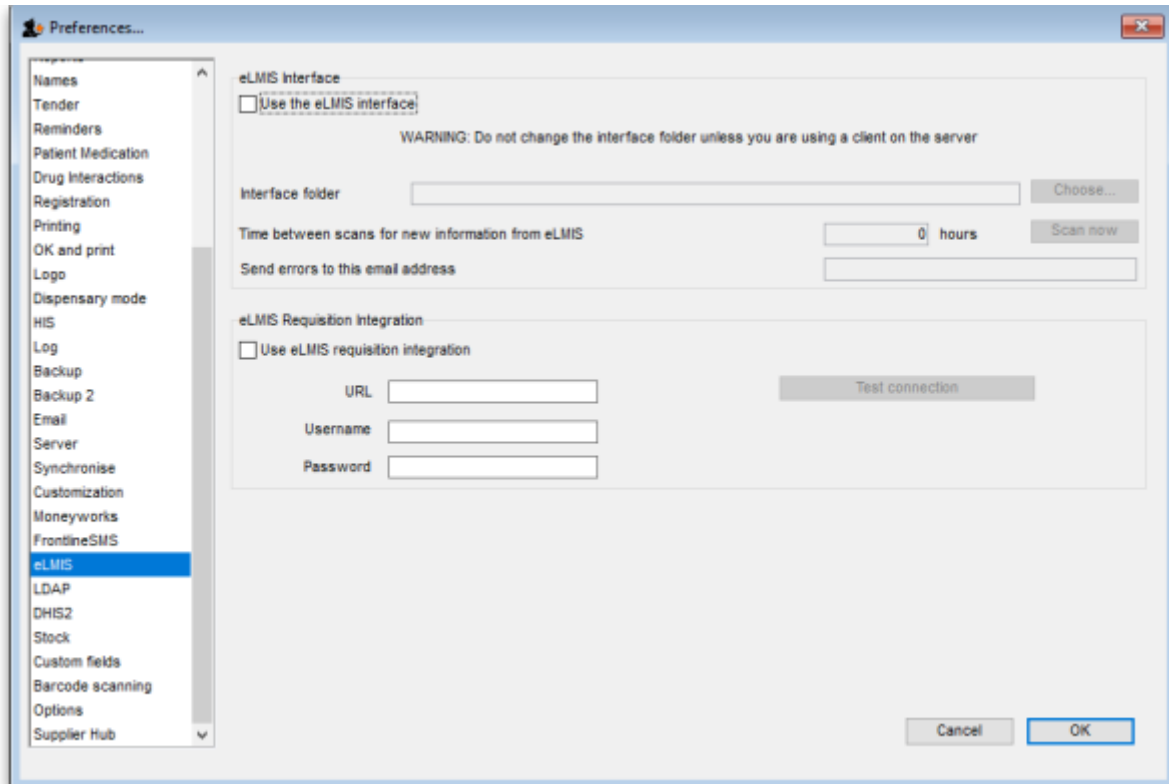 Preferences...
Reports
Names
Tender
Reminders
Patient Medication
Drug Interactions
Registration
Printing
OK and print
Logo
Dispensary mode
HIS
Log
Backup
Backup 2
Email
Server
Synchronise
Customization
Moneyworks
FrontlineSMS
eLMIS
LDAP
DHIS2
Stock
Custom fields
Barcode scanning
Options
Supplier Hub
eLMIS Interface
Use the eLMIS interface
WARNING: Do not change the interface folder unless you are using a client on the server
Interface folder Choose...
Time between scans for new information from eLMIS 0 hours Scan now
Send errors to this email address
eLMIS Requisition Integration
Use eLMIS requisition integration
URL Test connection
Username
Password
Cancel OK